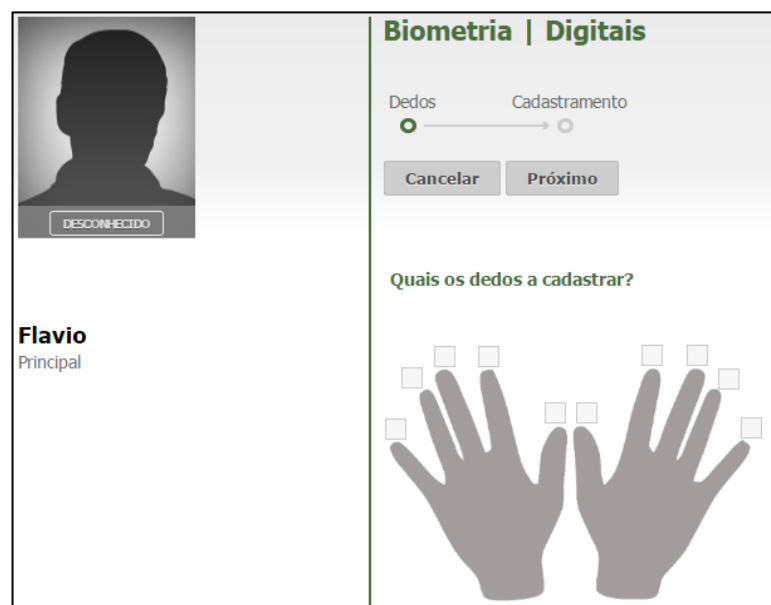 DESCONHECIDO
Flavio
Principal
Biometria | Digitais
Dedos Cadastramento
Cancelar Próximo
Quais os dedos a cadastrar?